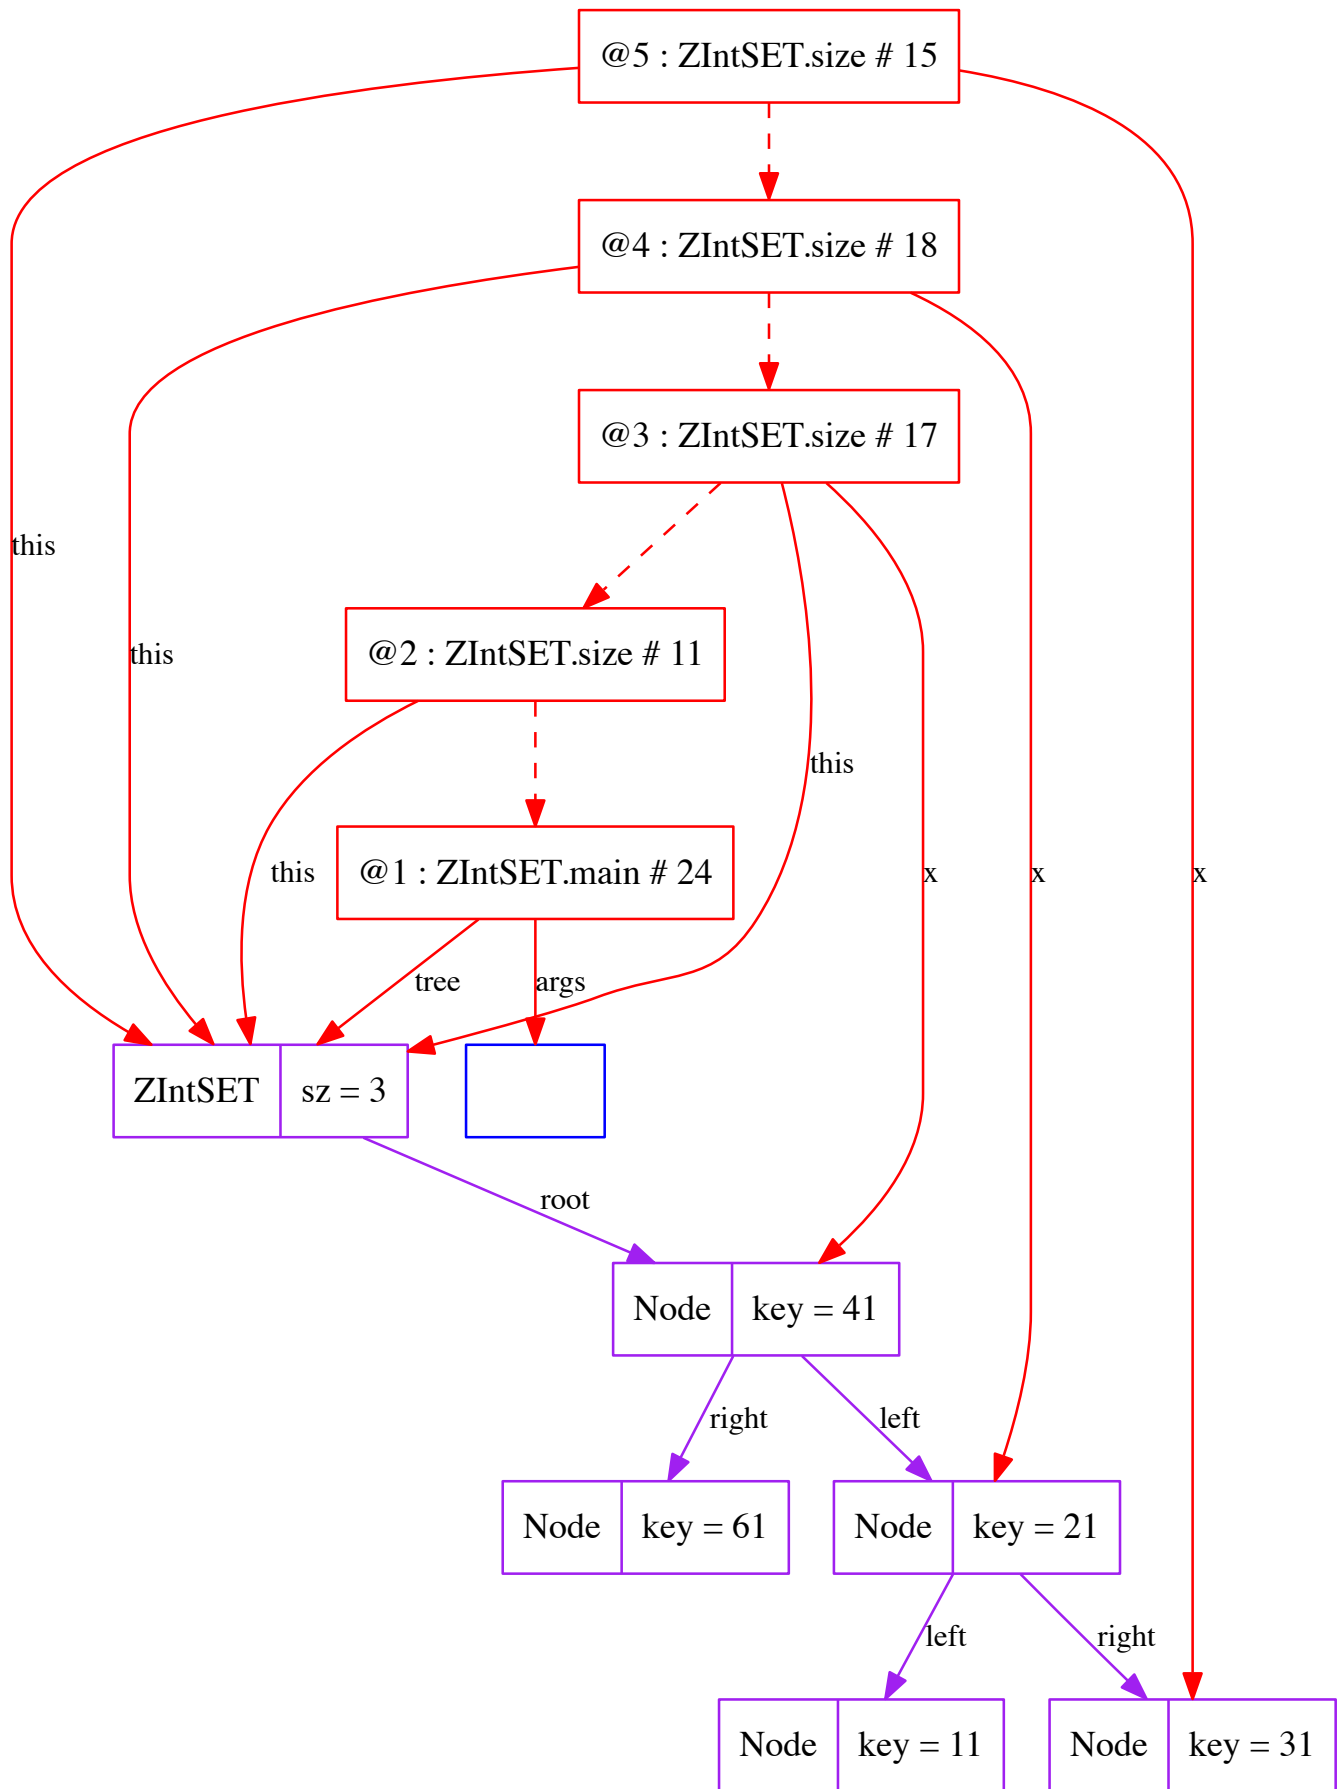 @5 : ZIntSET.size # 15
@4 : ZIntSET.size # 18
@3 : ZIntSET.size # 17
this
@2 : ZIntSET.size # 11
this
this
@1 : ZIntSET.main # 24
this
x
x
x
tree
args
ZIntSET
sz = 3
root
Node
key = 41
right
left
Node
key = 61
Node
key = 21
left
right
Node
key = 11
Node
key = 31